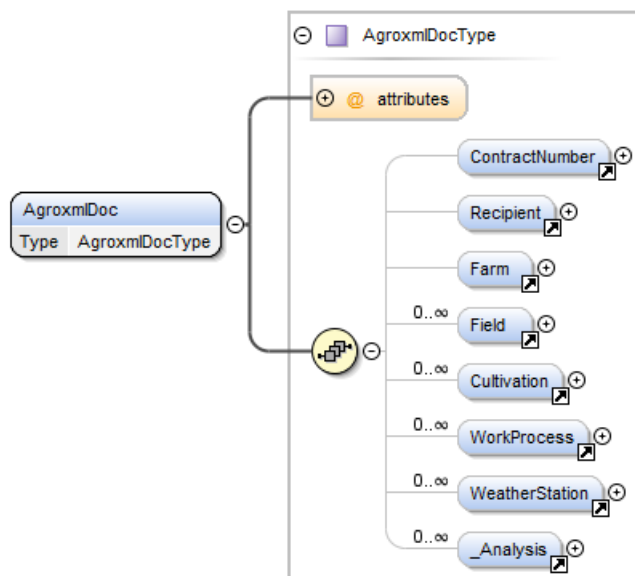 AgroxmlDocType
@ attributes
ContractNumber
Recipient
AgroxmlDoc
Type AgroxmlDocType
Farm
0..∞ Field
0..∞ Cultivation
0..∞ WorkProcess
0..∞ WeatherStation
0..∞ _Analysis